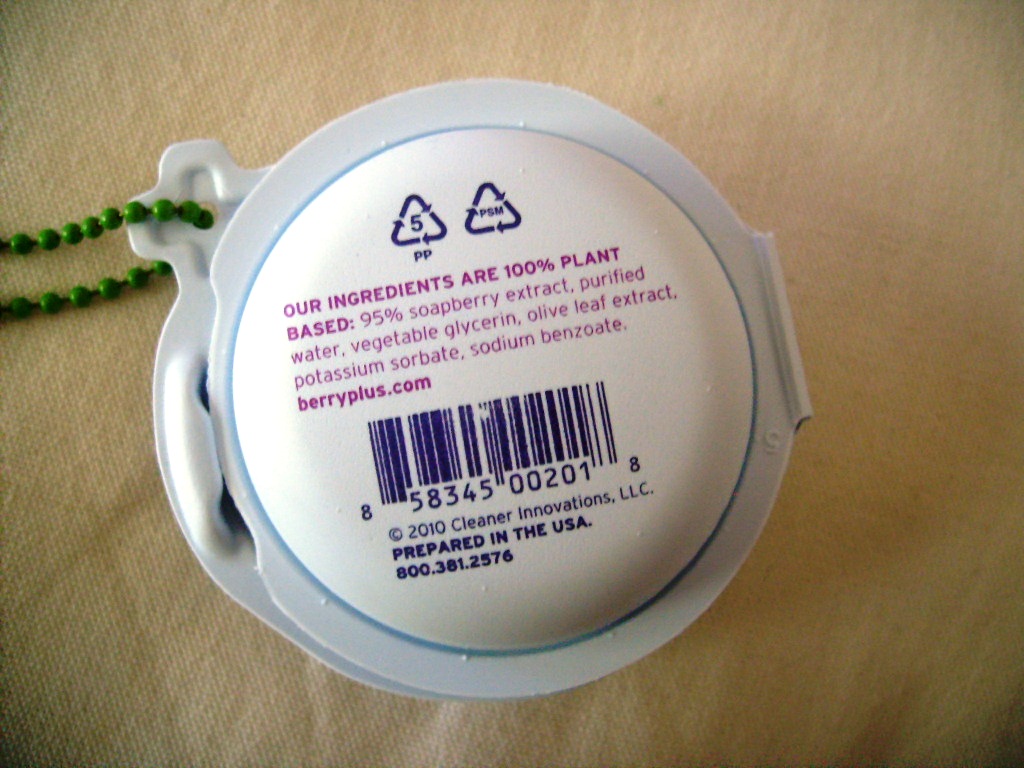 5 PSM
PP
OUR INGREDIENTS ARE 100% PLANT
BASED: 95% soapberry extract, purified
water, vegetable glycerin, olive leaf extract,
potassium sorbate, sodium benzoate.
berryplus.com
8 58345 00201 8
© 2010 Cleaner Innovations, LLC.
PREPARED IN THE USA.
800.381.2576